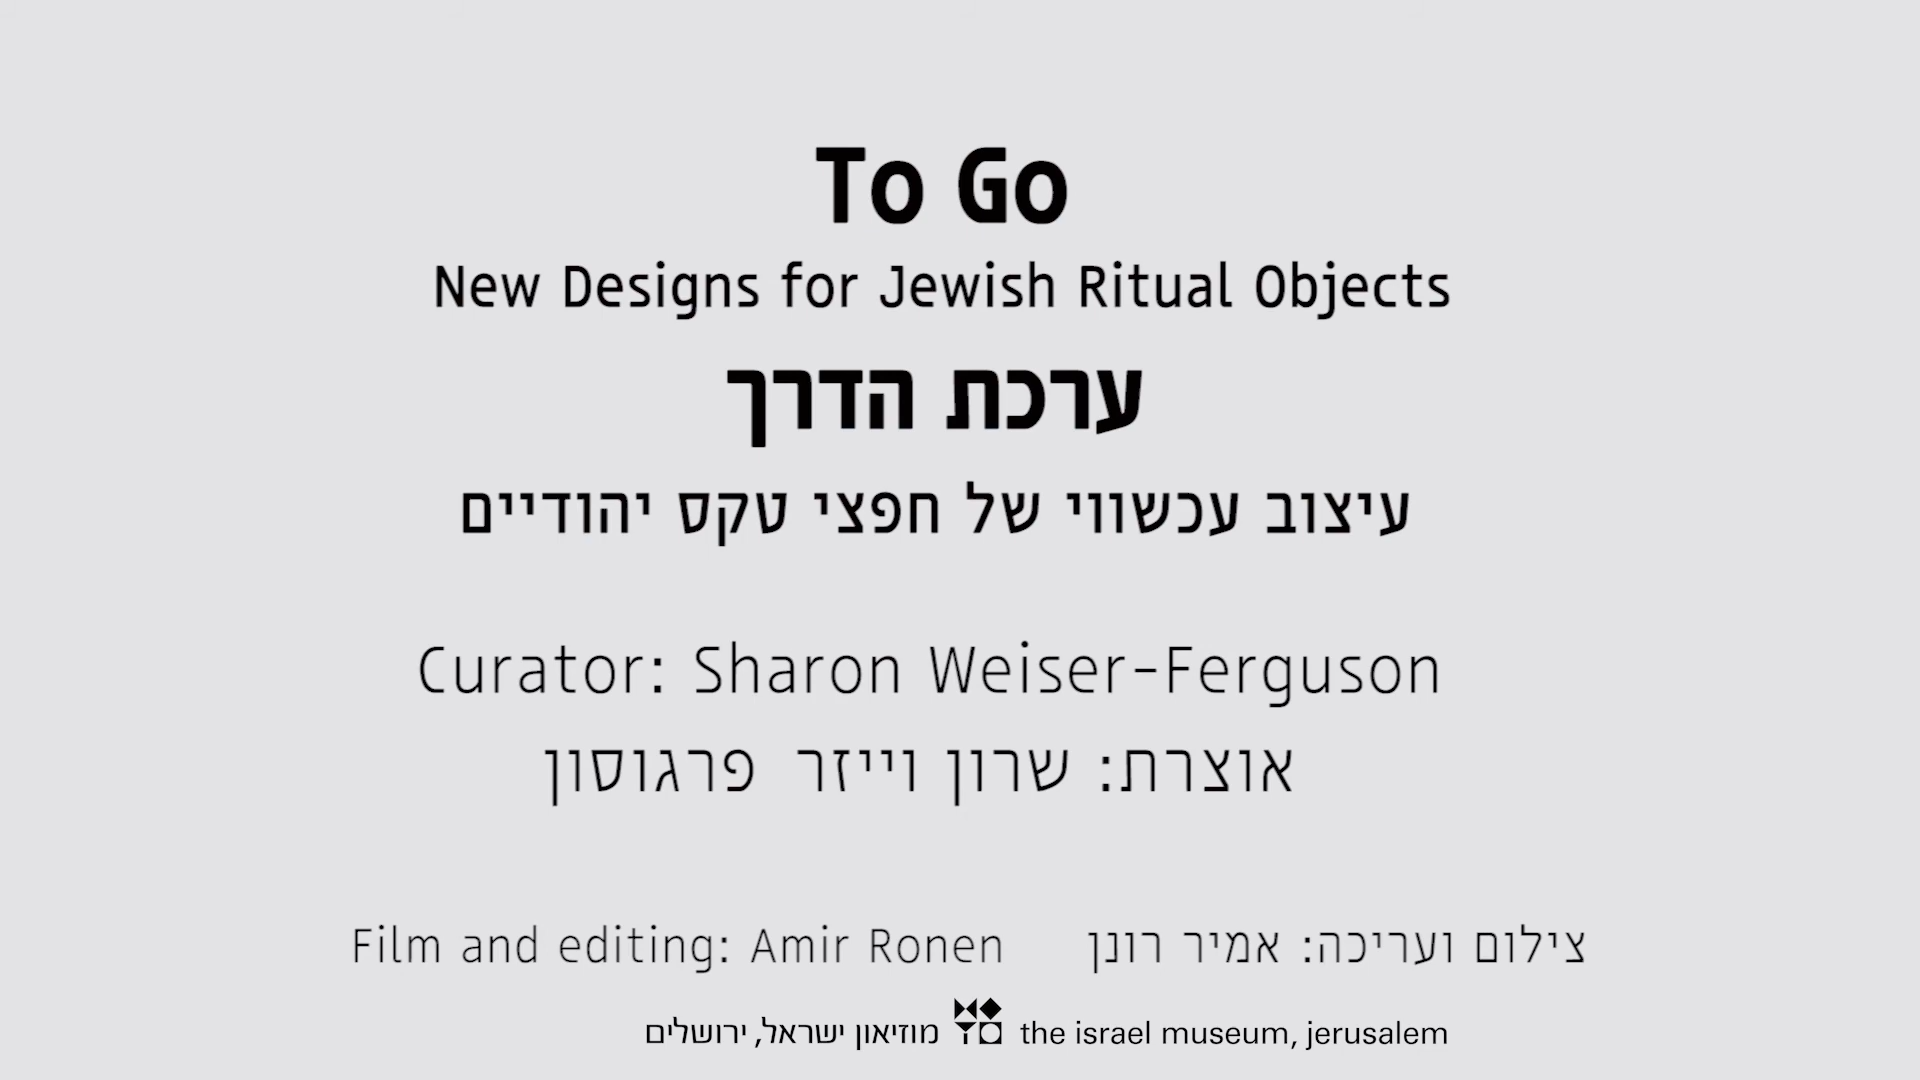 To Go
New Designs for Jewish Ritual Objects
ערכת הדרך
עיצוב עכשווי של חפצי טקס יהודיים
Curator: Sharon Weiser-Ferguson
אוצרת: שרון וייזר פרגוסון
Film and editing: Amir Ronen צילום ועריכה: אמיר רונן
מוזיאון ישראל, ירושלים the israel museum, jerusalem